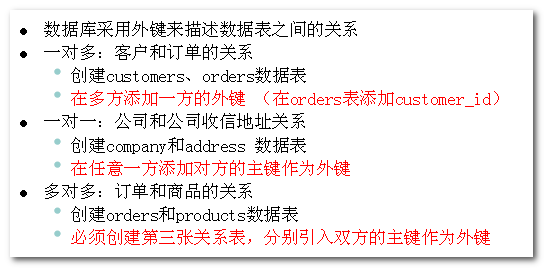 数据库采用外键来描述数据表之间的关系
一对多：客户和订单的关系
创建customers、orders数据表
在多方添加一方的外键 （在orders表添加customer_id）
一对一：公司和公司收信地址关系
创建company和address 数据表
在任意一方添加对方的主键作为外键
多对多：订单和商品的关系
创建orders和products数据表
必须创建第三张关系表，分别引入双方的主键作为外键